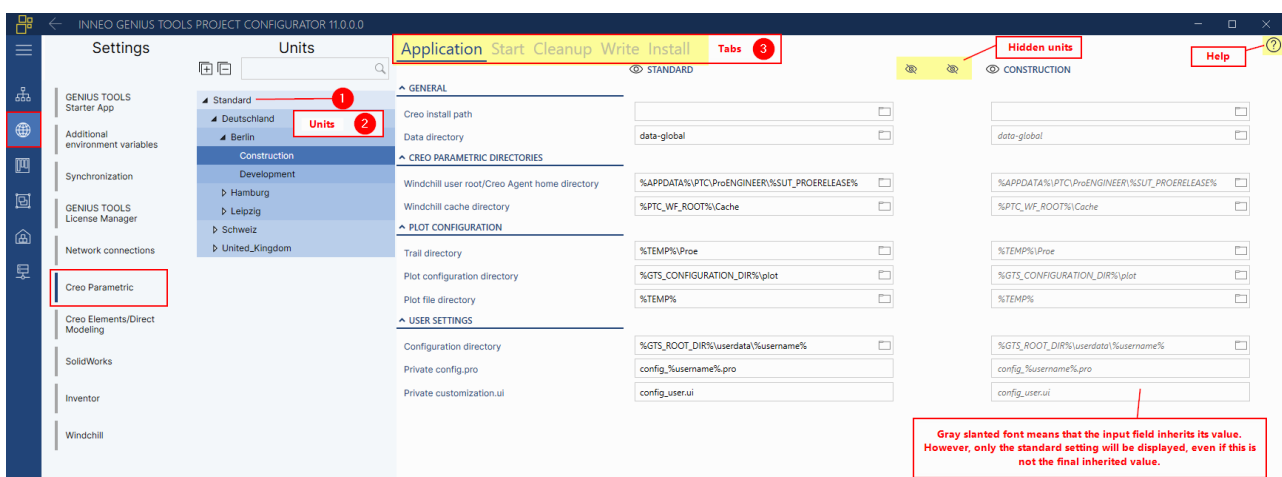 INNEO GENIUS TOOLS PROJECT CONFIGURATOR 11.0.0.0
Settings
Units
Application Start Cleanup Write Install
Tabs 3
Hidden units
Help
STANDARD
CONSTRUCTION
GENIUS TOOLS
Starter App
Additional
environment variables
Synchronization
GENIUS TOOLS
License Manager
Network connections
Creo Parametric
Creo Elements/Direct
Modeling
SolidWorks
Inventor
Windchill
Standard
1
Deutschland
Units 2
Berlin
Construction
Development
Hamburg
Leipzig
Schweiz
United_Kingdom
GENERAL
Creo install path
Data directory data-global data-global
CREO PARAMETRIC DIRECTORIES
Windchill user root/Creo Agent home directory %APPDATA%\PTC\ProENGINEER\%SUT_PROERELEASE% %APPDATA%\PTC\ProENGINEER\%SUT_PROERELEASE%
Windchill cache directory %PTC_WF_ROOT%\Cache %PTC_WF_ROOT%\Cache
PLOT CONFIGURATION
Trail directory %TEMP%\Proe %TEMP%\Proe
Plot configuration directory %GTS_CONFIGURATION_DIR%\plot %GTS_CONFIGURATION_DIR%\plot
Plot file directory %TEMP% %TEMP%
USER SETTINGS
Configuration directory %GTS_ROOT_DIR%\userdata\%username% %GTS_ROOT_DIR%\userdata\%username%
Private config.pro config_%username%.pro config_%username%.pro
Private customization.ui config_user.ui config_user.ui
Gray slanted font means that the input field inherits its value.
However, only the standard setting will be displayed, even if this is
not the final inherited value.